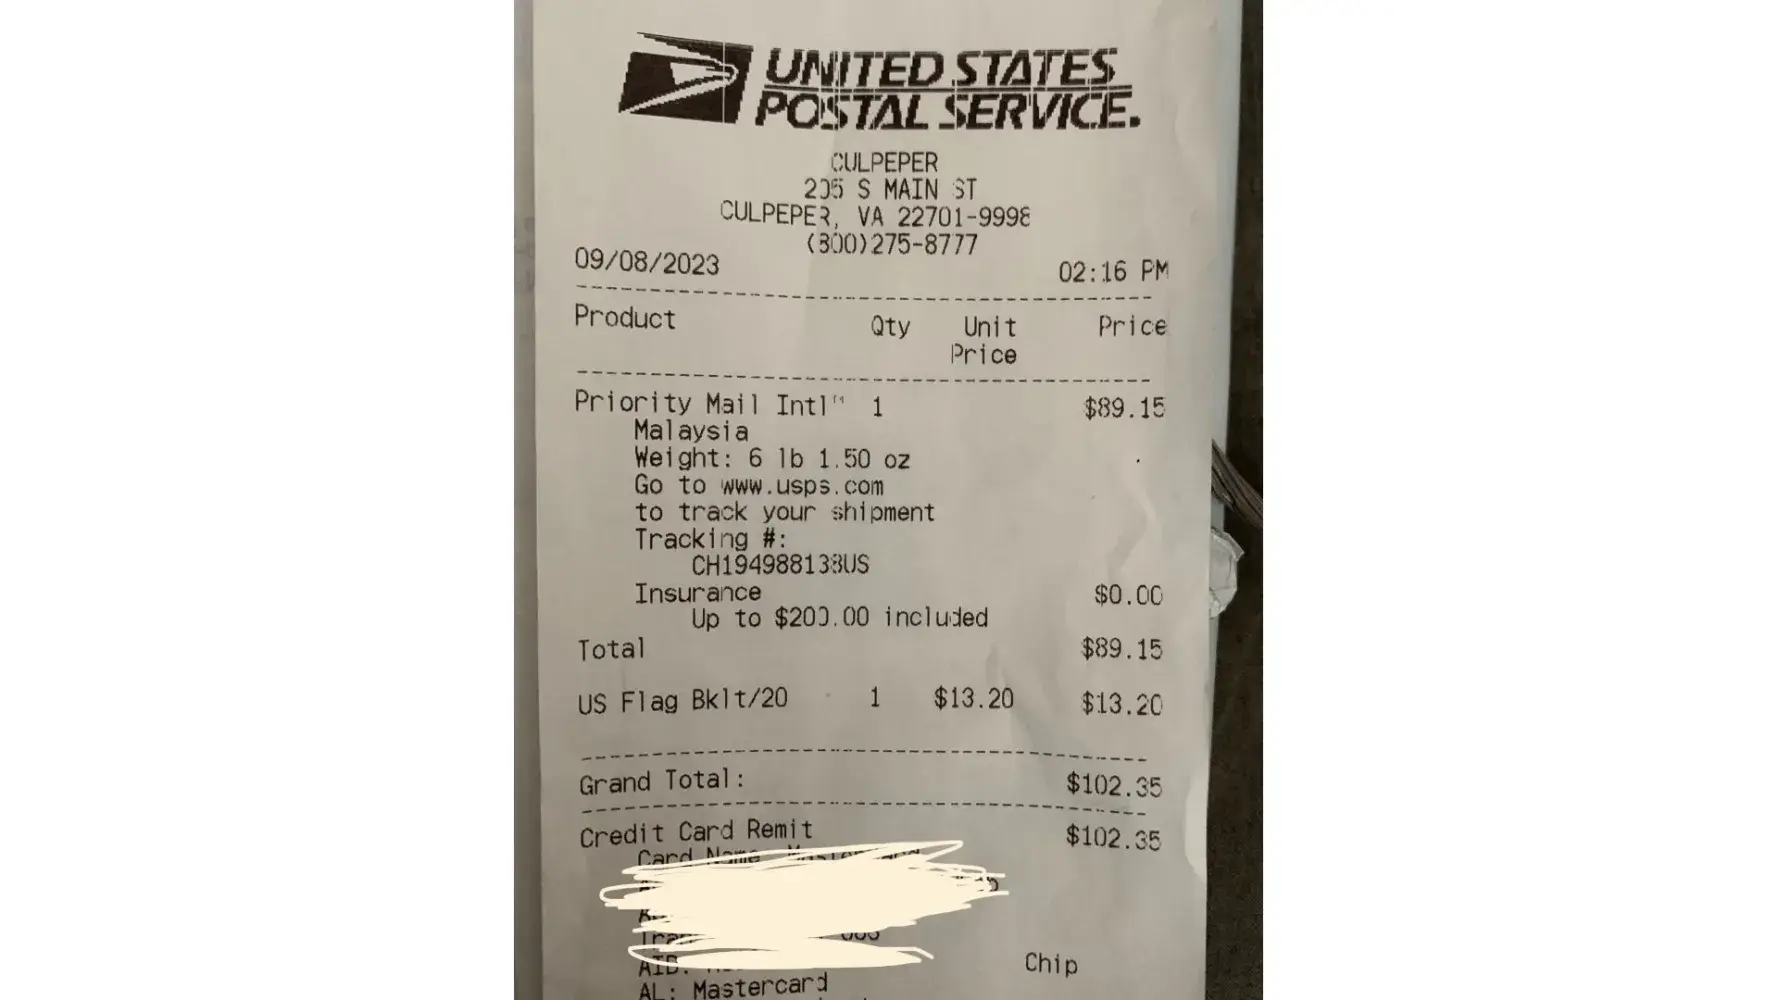 UNITED STATES
POSTAL SERVICE.
CULPEPER
205 S MAIN ST
CULPEPER, VA 22701-9998
(800)275-8777
09/08/2023 02:16 PM
Product Qty Unit Price
Price
Priority Mail Intl™ 1 $89.15
Malaysia
Weight: 6 lb 1.50 oz
Go to www.usps.com
to track your shipment
Tracking #:
CH194988138US
Insurance $0.00
Up to $200.00 included
Total $89.15
US Flag Bklt/20 1 $13.20 $13.20
Grand Total: $102.35
Credit Card Remit $102.35
Card Name:
AID: Chip
AL: Mastercard